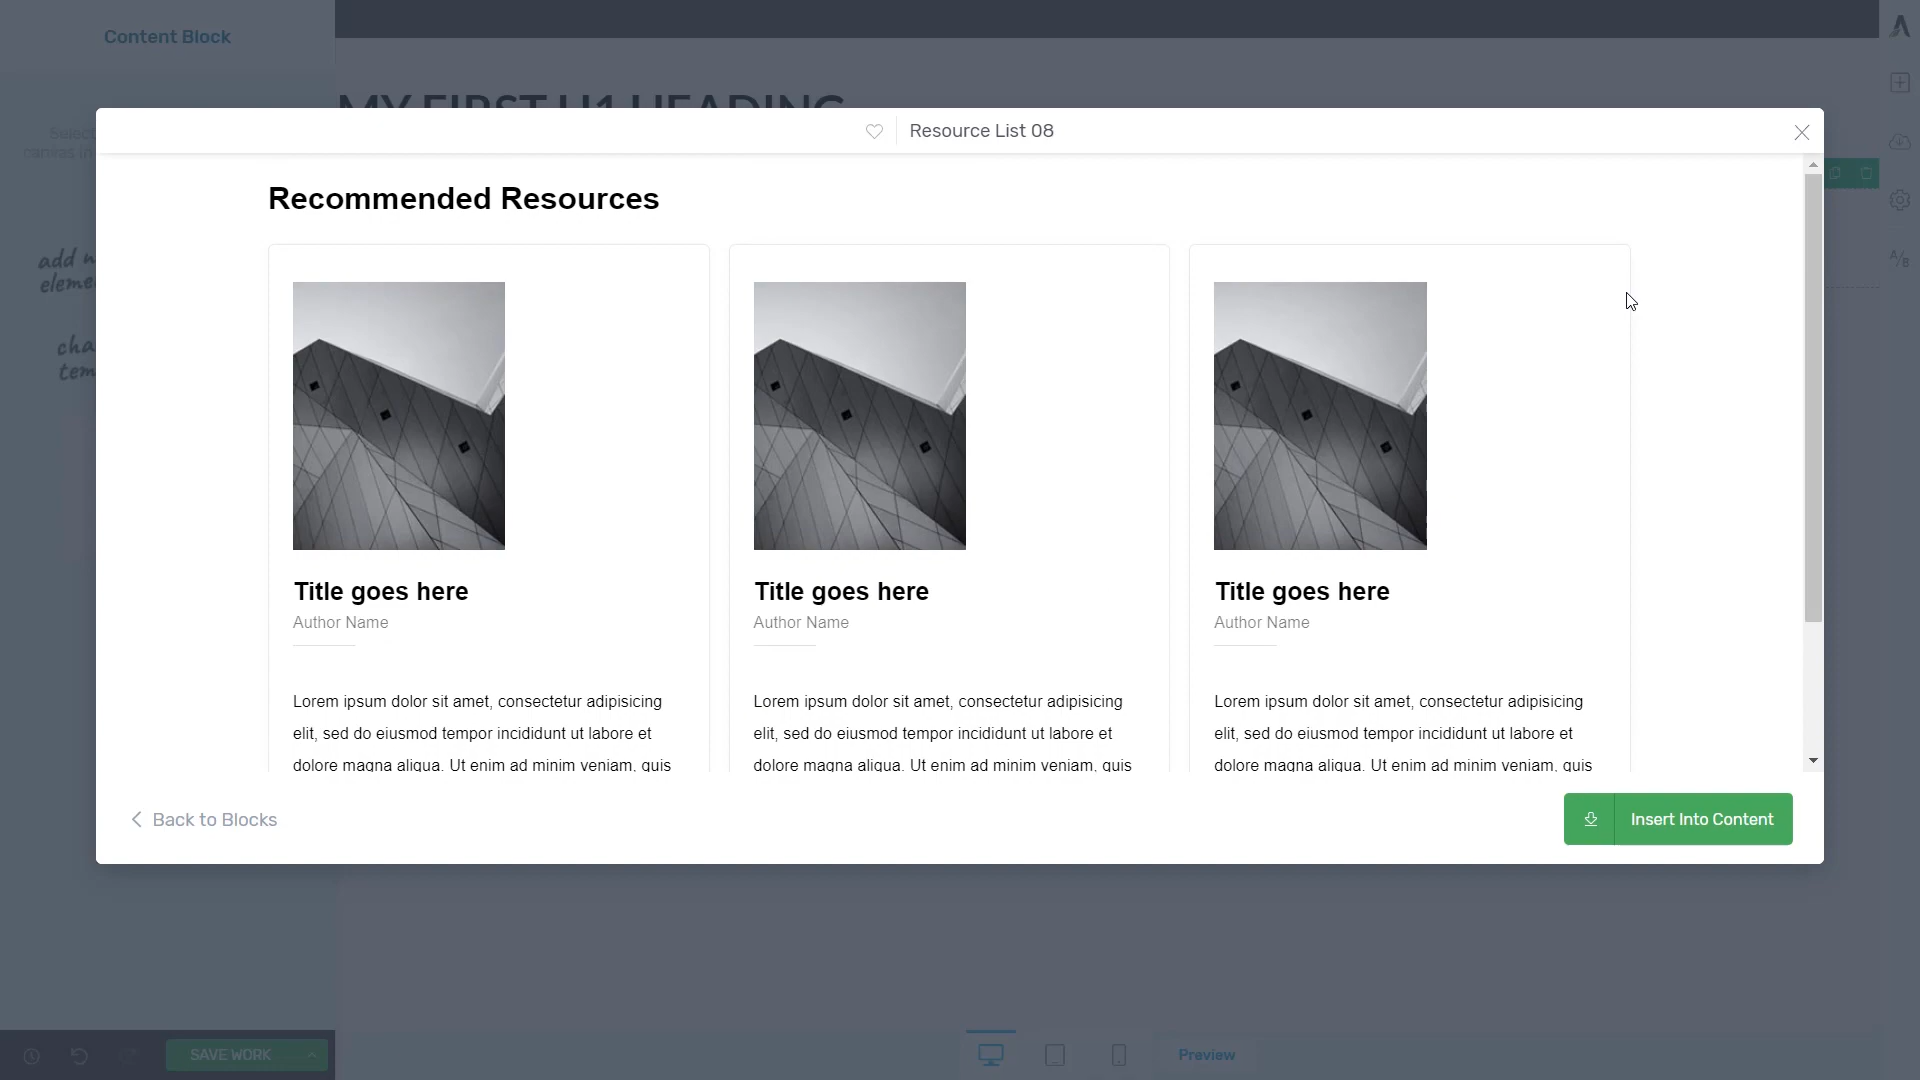 Content Block
MY FIRST H1 HEADING
Resource List 08
Recommended Resources
Title goes here
Author Name
Lorem ipsum dolor sit amet, consectetur adipisicing
elit, sed do eiusmod tempor incididunt ut labore et
dolore magna aliqua. Ut enim ad minim veniam, quis
Title goes here
Author Name
Lorem ipsum dolor sit amet, consectetur adipisicing
elit, sed do eiusmod tempor incididunt ut labore et
dolore magna aliqua. Ut enim ad minim veniam, quis
Title goes here
Author Name
Lorem ipsum dolor sit amet, consectetur adipisicing
elit, sed do eiusmod tempor incididunt ut labore et
dolore magna aliqua. Ut enim ad minim veniam, quis
add
A/B
Back to Blocks
Insert Into Content
SAVE WORK
Preview